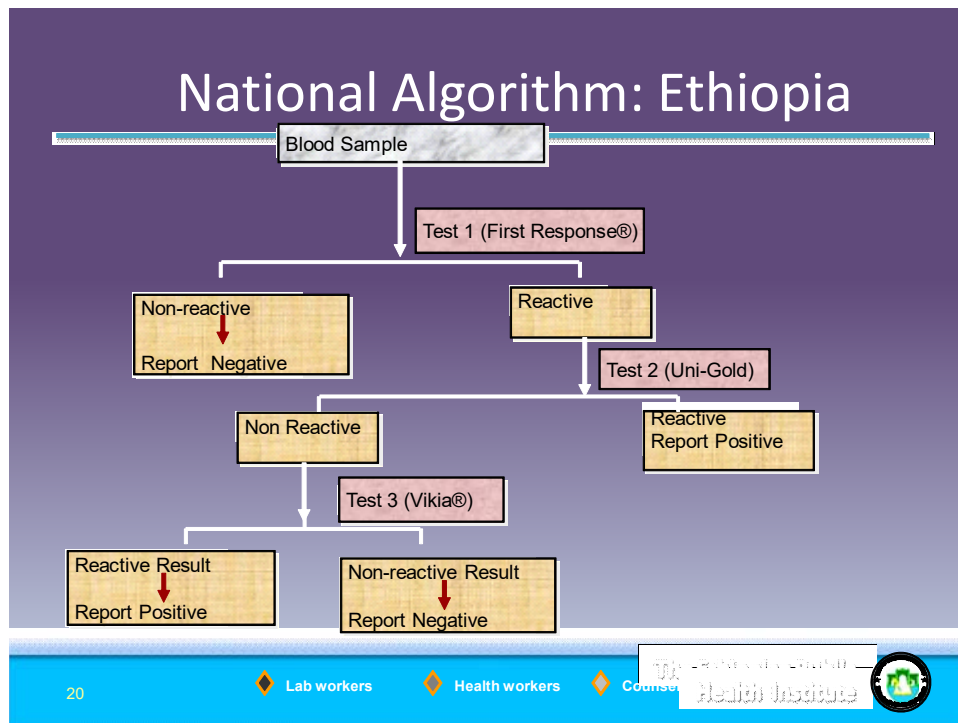 National Algorithm: Ethiopia
Blood Sample
Test 1 (First Response®)
Non-reactive
Report Negative
Reactive
Test 2 (Uni-Gold)
Non Reactive
Reactive
Report Positive
Test 3 (Vikia®)
Reactive Result
Report Positive
Non-reactive Result
Report Negative
20
Lab workers
Health workers
Health Institute